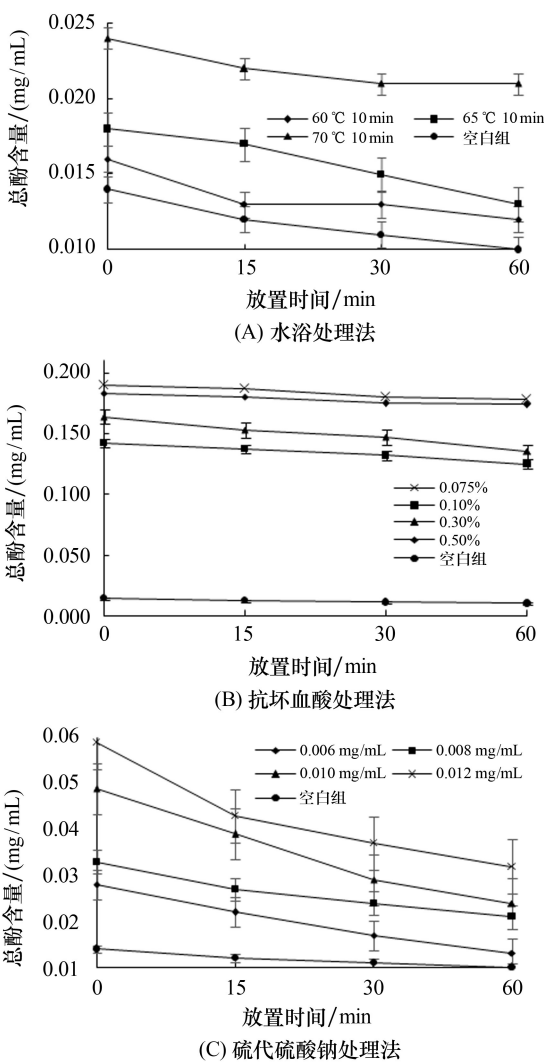 0.025
0.020
0.015
0.010
总酚含量/(mg/mL)
60℃ 10 min
65℃ 10 min
70℃ 10 min
空白组
0 15 30 60
放置时间/min
(A) 水浴处理法
0.200
0.150
0.100
0.050
0.000
总酚含量/(mg/mL)
0.075%
0.10%
0.30%
0.50%
空白组
0 15 30 60
放置时间/min
(B) 抗坏血酸处理法
0.06
0.05
0.04
0.03
0.02
0.01
总酚含量/(mg/mL)
0.006 mg/mL
0.008 mg/mL
0.010 mg/mL
0.012 mg/mL
空白组
0 15 30 60
放置时间/min
(C) 硫代硫酸钠处理法